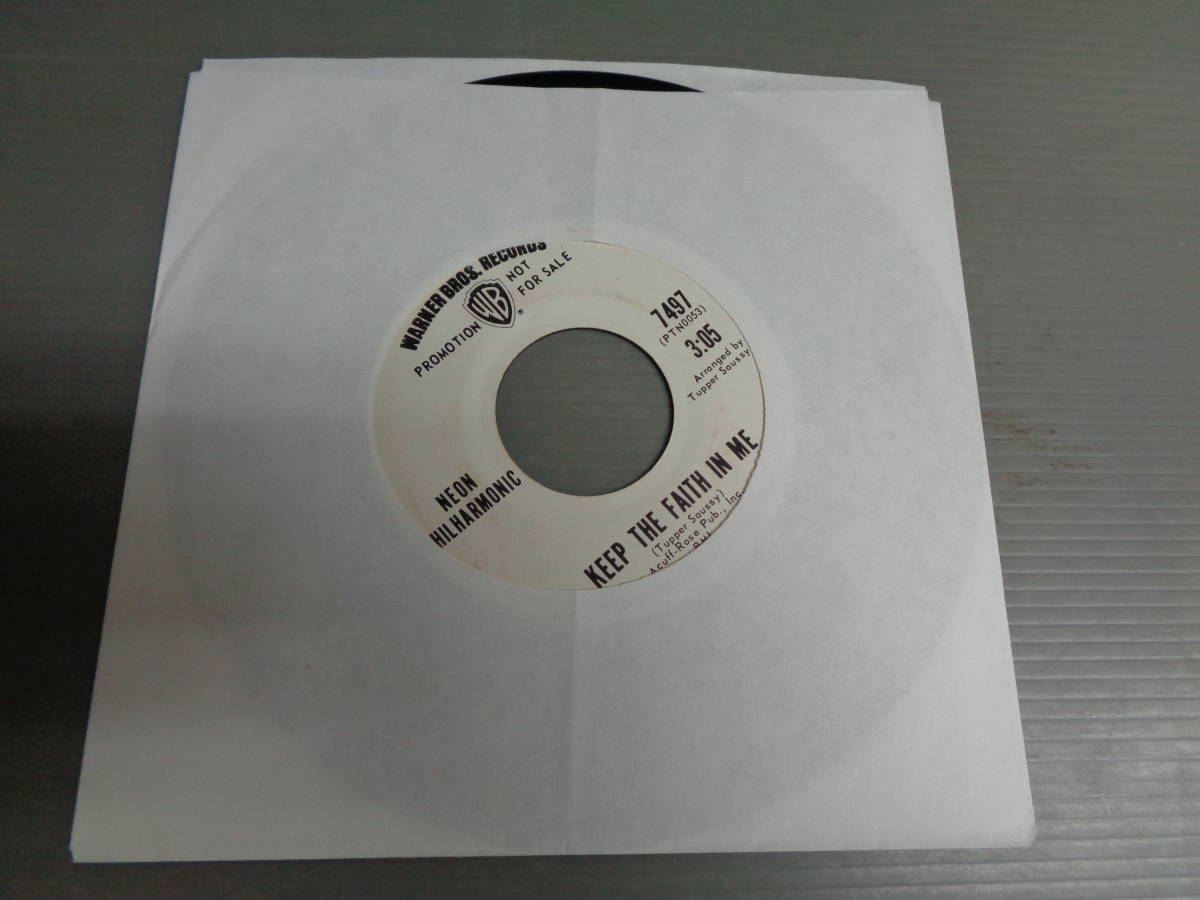 WARNER BROS. RECORDS
PROMOTION NOT FOR SALE
WB
®
7497
(PTN0053)
3:05
Arranged by
Tupper Saussy
NEON
HILHARMONIC
KEEP THE FAITH IN ME
(Tupper Saussy)
Acuff-Rose Pub., Inc.